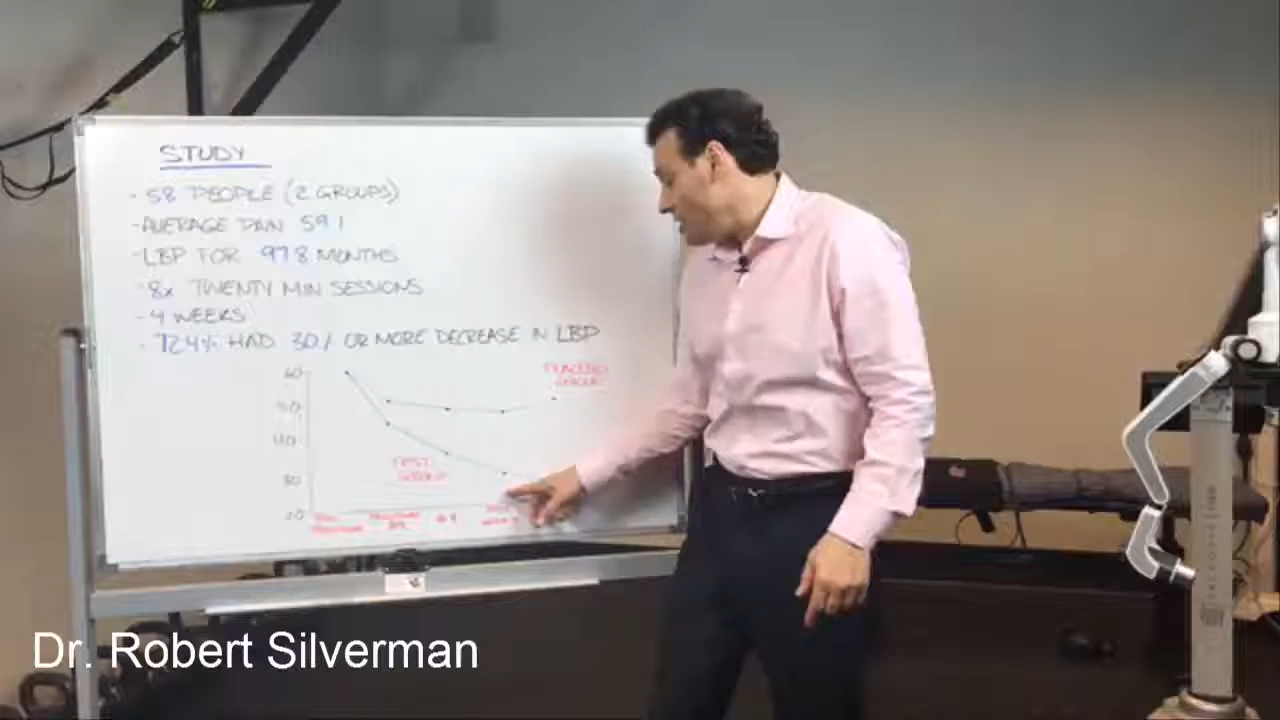 STUDY
- 58 PEOPLE (2 GROUPS)
- AVERAGE PAIN 59.1
- LBP FOR 97.8 MONTHS
- 8x TWENTY MIN SESSIONS
- 4 WEEKS
- 72.4% HAD 30% OR MORE DECREASE IN LBP
PLACEBO
GROUP
60
50
40
30
20
TEST
GROUP
Dr. Robert Silverman